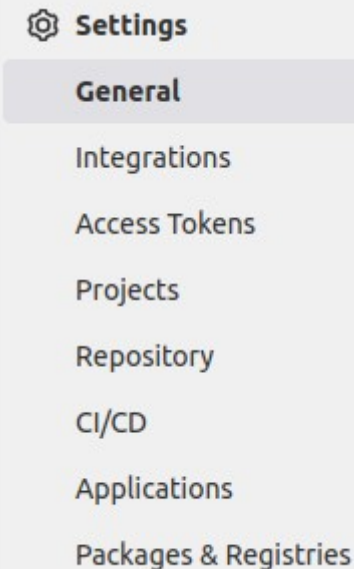 Settings
General
Integrations
Access Tokens
Projects
Repository
CI/CD
Applications
Packages & Registries